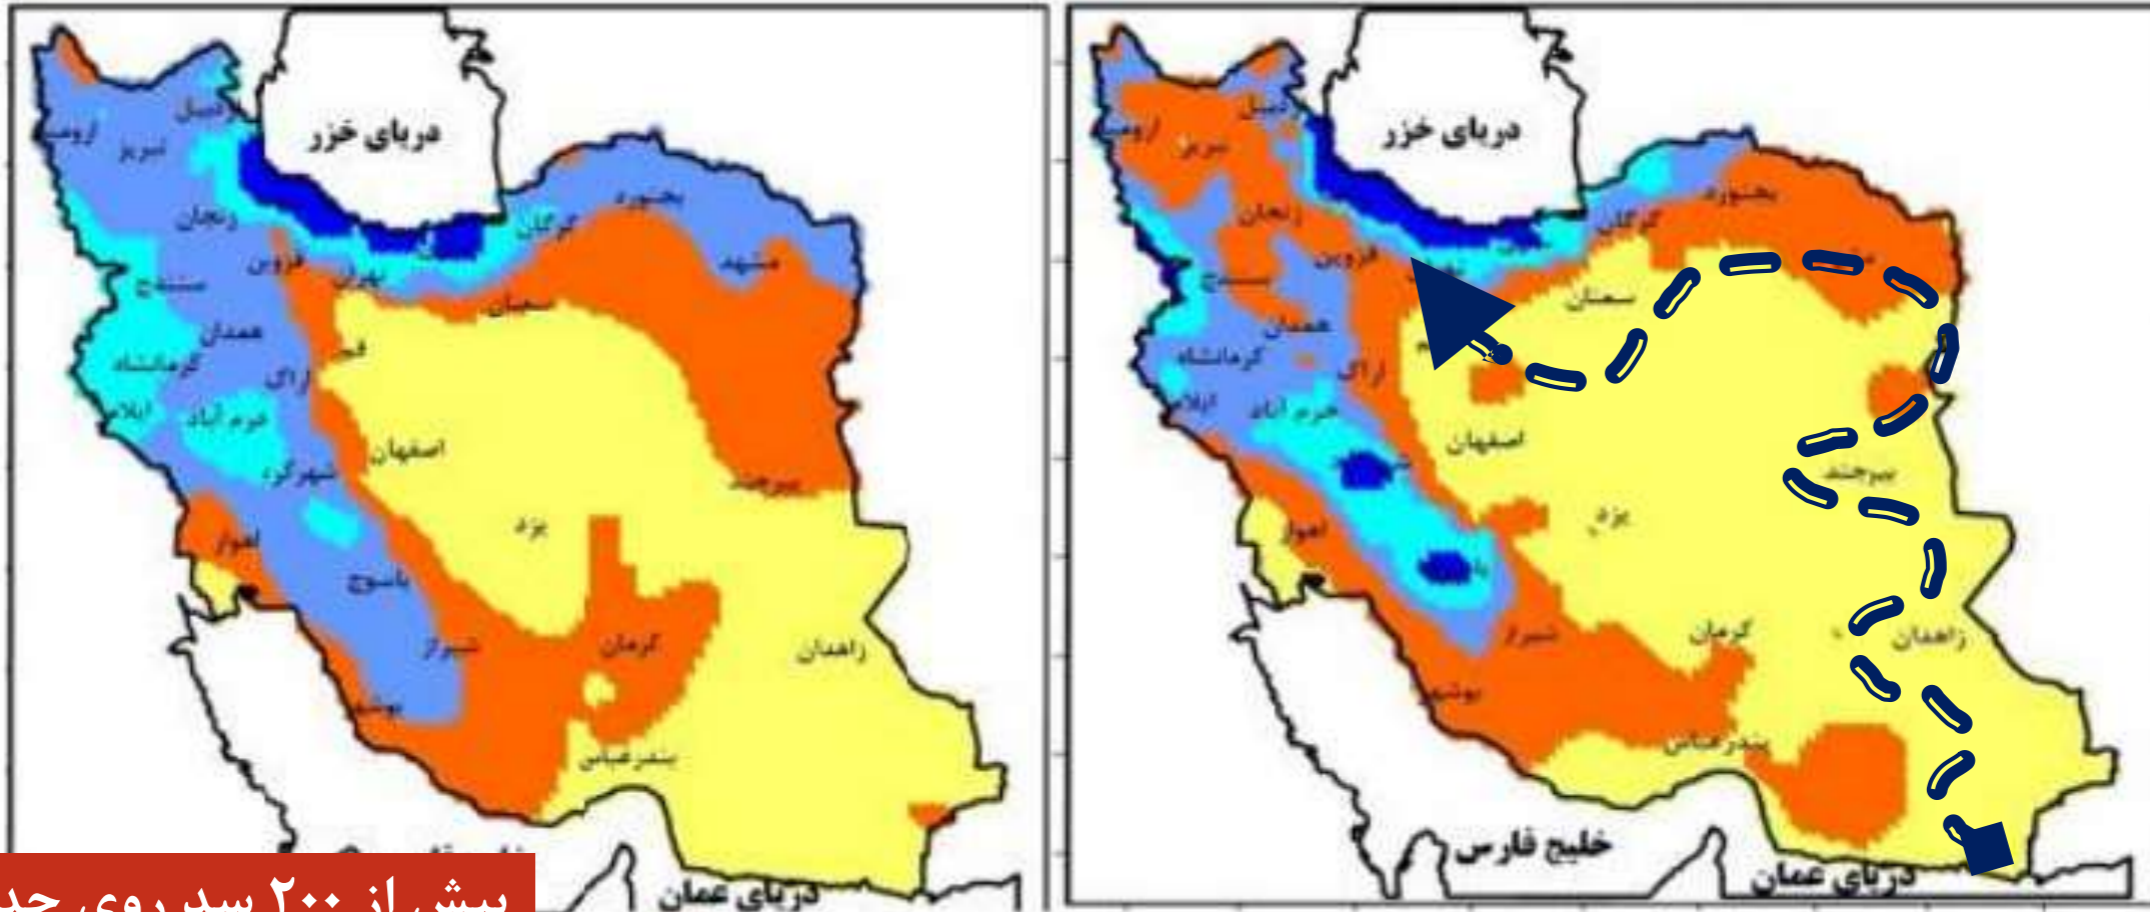 دریای خزر
اردبیل
ارومیه
تبریز
زنجان
گرگان
بجنورد
مشهد
قزوین
تهران
سنندج
سمنان
همدان
قم
کرمانشاه
اراک
ایلام
خرم آباد
اصفهان
شهرکرد
بیرجند
یزد
اهواز
یاسوج
شیراز
کرمان
زاهدان
بوشهر
بندرعباس
دریای عمان
بیش از ۲۰۰ سد روی
دریای خزر
تبریز
بجنورد
زنجان
گرگان
قزوین
سنندج
سمنان
همدان
کرمانشاه
اراک
ایلام
خرم آباد
اصفهان
بیرجند
یزد
اهواز
شیراز
کرمان
زاهدان
بوشهر
بندرعباس
خلیج فارس
دریای عمان